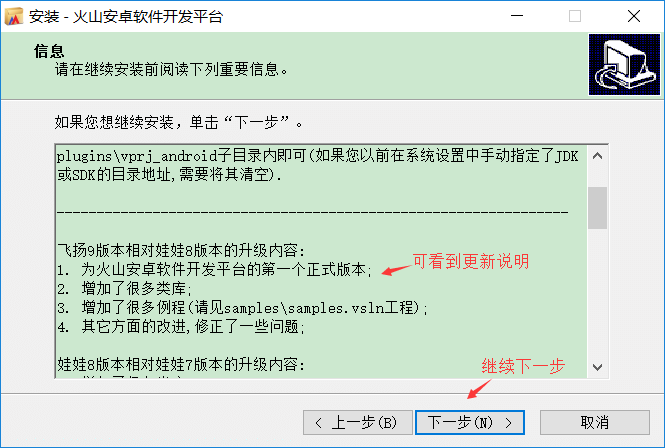 安装 - 火山安卓软件开发平台
信息
请在继续安装前阅读下列重要信息。
如果您想继续安装，单击“下一步”。
plugins\vprj_android子目录内即可(如果您以前在系统设置中手动指定了JDK
或SDK的目录地址,需要将其清空).
----------------------------------------------------------------
飞扬9版本相对娃娃8版本的升级内容:
1. 为火山安卓软件开发平台的第一个正式版本;
可看到更新说明
2. 增加了很多类库;
3. 增加了很多例程(请见samples\samples.vsln工程);
4. 其它方面的改进,修正了一些问题;
娃娃8版本相对娃娃7版本的升级内容:
继续下一步
< 上一步(B)
下一步(N) >
取消